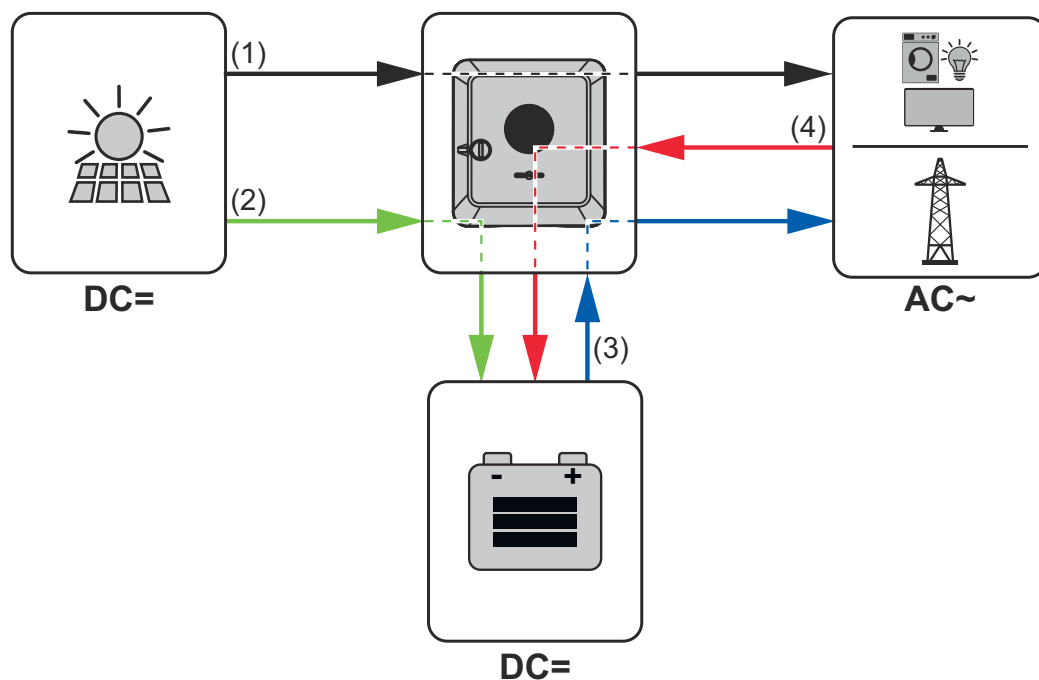 (1)
(4)
(2)
DC=
AC~
(3)
- +
DC=